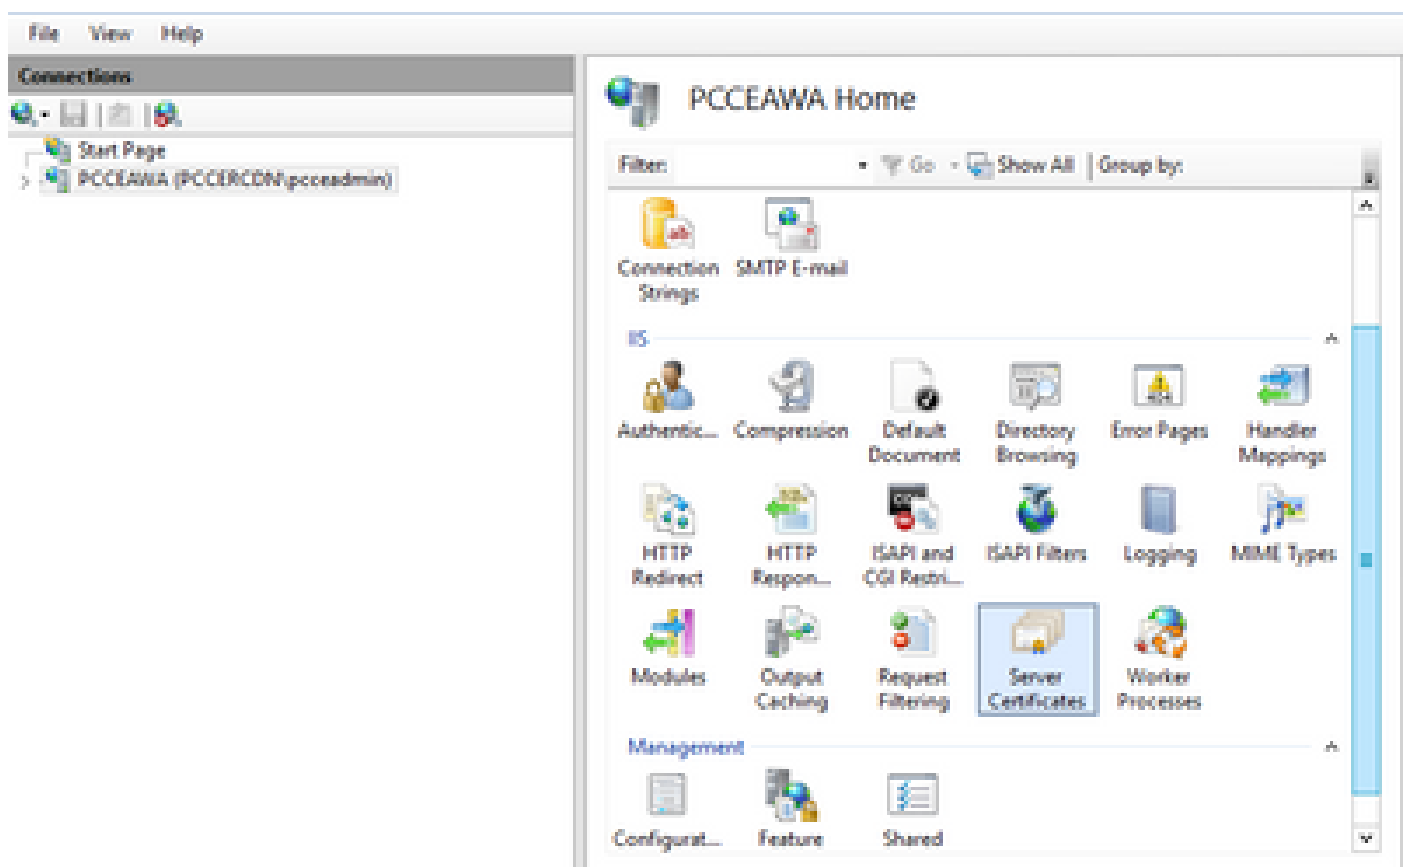 File View Help
Connections
Start Page
PCCEAWA (PCCERCDN\pcceadmin)
PCCEAWA Home
Filter: Go Show All Group by:
Connection Strings
SMTP E-mail
IIS
Authentic...
Compression
Default Document
Directory Browsing
Error Pages
Handler Mappings
HTTP Redirect
HTTP Respon...
ISAPI and CGI Restri...
ISAPI Filters
Logging
MIME Types
Modules
Output Caching
Request Filtering
Server Certificates
Worker Processes
Management
Configurat...
Feature
Shared